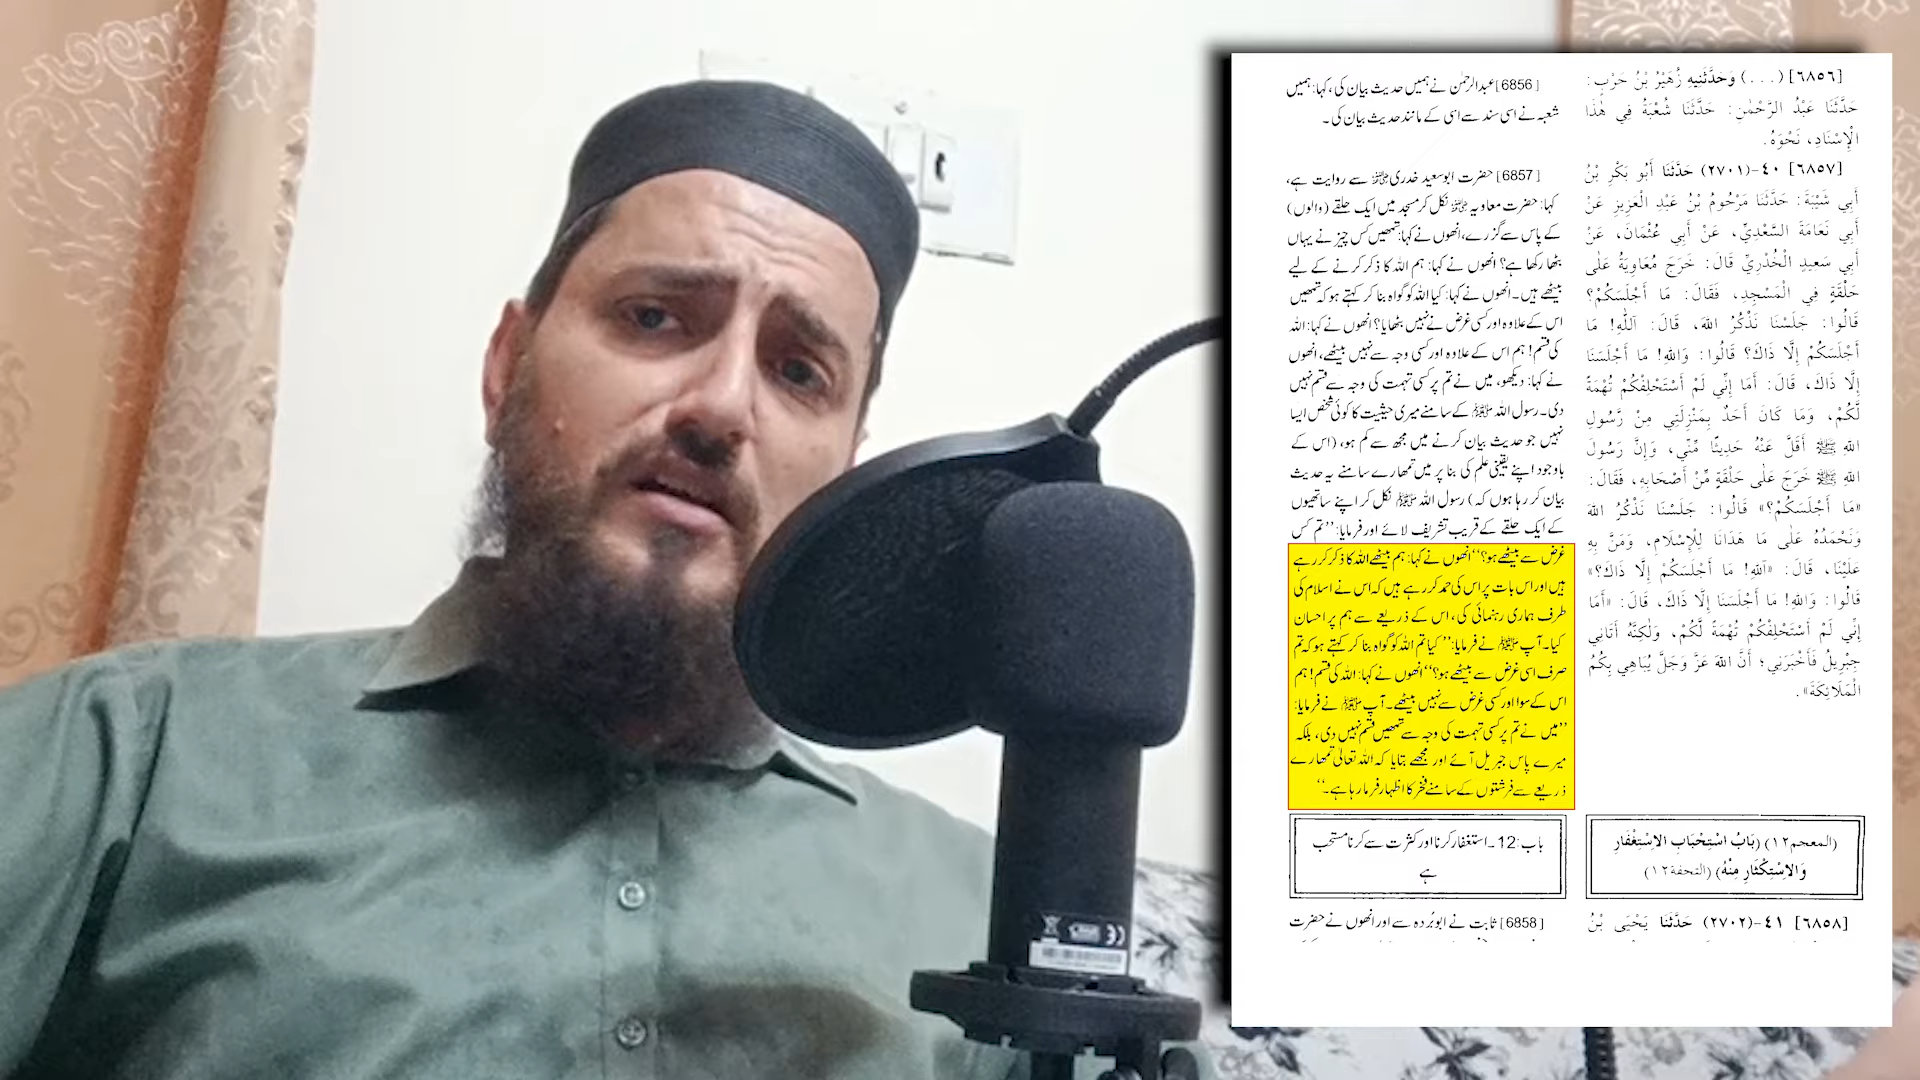 [٦٨٥٦] (...) وَحَدَّثَنِيهِ زُهَيْرُ بْنُ حَرْبٍ:
حَدَّثَنَا عَبْدُ الرَّحْمٰنِ: حَدَّثَنَا شُعْبَةُ فِي هٰذَا
الْإِسْنَادِ، نَحْوَهُ.
[٦٨٥٧] ٤٠-(٢٧٠١) حَدَّثَنَا أَبُو بَكْرِ بْنُ
أَبِي شَيْبَةَ: حَدَّثَنَا مَرْحُومُ بْنُ عَبْدِ الْعَزِيزِ عَنْ
أَبِي نَعَامَةَ السَّعْدِيِّ، عَنْ أَبِي عُثْمَانَ، عَنْ
أَبِي سَعِيدٍ الْخُدْرِيِّ قَالَ: خَرَجَ مُعَاوِيَةُ عَلٰى
حَلْقَةٍ فِي الْمَسْجِدِ، فَقَالَ: مَا أَجْلَسَكُمْ؟
قَالُوا: جَلَسْنَا نَذْكُرُ اللهَ، قَالَ: آللهِ! مَا
أَجْلَسَكُمْ إِلَّا ذَاكَ؟ قَالُوا: وَاللهِ! مَا أَجْلَسَنَا
إِلَّا ذَاكَ، قَالَ: أَمَا إِنِّي لَمْ أَسْتَحْلِفْكُمْ تُهْمَةً
لَّكُمْ، وَمَا كَانَ أَحَدٌ بِمَنْزِلَتِي مِنْ رَّسُولِ
اللهِ ﷺ أَقَلَّ عَنْهُ حَدِيثًا مِّنِّي، وَإِنَّ رَسُولَ
اللهِ ﷺ خَرَجَ عَلٰى حَلْقَةٍ مِّنْ أَصْحَابِهِ، فَقَالَ:
«مَا أَجْلَسَكُمْ؟» قَالُوا: جَلَسْنَا نَذْكُرُ اللهَ
وَنَحْمَدُهُ عَلٰى مَا هَدَانَا لِلْإِسْلَامِ، وَمَنَّ بِهِ
عَلَيْنَا، قَالَ: «آللهِ! مَا أَجْلَسَكُمْ إِلَّا ذَاكَ؟»
قَالُوا: وَاللهِ! مَا أَجْلَسَنَا إِلَّا ذَاكَ، قَالَ: «أَمَا
إِنِّي لَمْ أَسْتَحْلِفْكُمْ تُهْمَةً لَّكُمْ، وَلٰكِنَّهُ أَتَانِي
جِبْرِيلُ فَأَخْبَرَنِي؛ أَنَّ اللهَ عَزَّ وَجَلَّ يُبَاهِي بِكُمُ
الْمَلَائِكَةَ».
(المعجم ١٢) (بَابُ اسْتِحْبَابِ الِاسْتِغْفَارِ
وَالِاسْتِكْثَارِ مِنْهُ) (التحفة ١٢)
[٦٨٥٨] ٤١-(٢٧٠٢) حَدَّثَنَا يَحْيَى بْنُ
[6856] عبدالرحمٰن نے ہمیں حدیث بیان کی، کہا: ہمیں
شعبہ نے اسی سند سے اسی کے مانند حدیث بیان کی۔
[6857] حضرت ابوسعید خدری رضی اللہ عنہ سے روایت ہے،
کہا: حضرت معاویہ رضی اللہ عنہ نکل کر مسجد میں ایک حلقے (والوں)
کے پاس سے گزرے، انھوں نے کہا: تمھیں کس چیز نے یہاں
بٹھا رکھا ہے؟ انھوں نے کہا: ہم اللہ کا ذکر کرنے کے لیے
بیٹھے ہیں۔ انھوں نے کہا: کیا اللہ کو گواہ بنا کر کہتے ہو کہ تمھیں
اس کے علاوہ اور کسی غرض نے نہیں بٹھایا؟ انھوں نے کہا: اللہ
کی قسم! ہم اس کے علاوہ اور کسی وجہ سے نہیں بیٹھے، انھوں
نے کہا: دیکھو، میں نے تم پر کسی تہمت کی وجہ سے قسم نہیں
دی۔ رسول اللہ ﷺ کے سامنے میری حیثیت کا کوئی شخص ایسا
نہیں جو حدیث بیان کرنے میں مجھ سے کم ہو، (اس کے
باوجود اپنے یقینی علم کی بنا پر میں تمھارے سامنے یہ حدیث
بیان کر رہا ہوں کہ) رسول اللہ ﷺ نکل کر اپنے ساتھیوں
کے ایک حلقے کے قریب تشریف لائے اور فرمایا: ’’تم کس
غرض سے بیٹھے ہو؟‘‘ انھوں نے کہا: ہم بیٹھے اللہ کا ذکر کر رہے
ہیں اور اس بات پر اس کی حمد کر رہے ہیں کہ اس نے اسلام کی
طرف ہماری رہنمائی کی، اس کے ذریعے سے ہم پر احسان
کیا۔ آپ ﷺ نے فرمایا: ’’کیا تم اللہ کو گواہ بنا کر کہتے ہو کہ تم
صرف اسی غرض سے بیٹھے ہو؟‘‘ انھوں نے کہا: اللہ کی قسم! ہم
اس کے سوا اور کسی غرض سے نہیں بیٹھے۔ آپ ﷺ نے فرمایا:
’’میں نے تم پر کسی تہمت کی وجہ سے تمھیں قسم نہیں دی، بلکہ
میرے پاس جبریل آئے اور مجھے بتایا کہ اللہ تعالیٰ تمھارے
ذریعے سے فرشتوں کے سامنے فخر کا اظہار فرما رہا ہے۔‘‘
باب: 12۔ استغفار کرنا اور کثرت سے کرنا مستحب
ہے
[6858] ثابت نے ابوبُردہ سے اور انھوں نے حضرت
CE